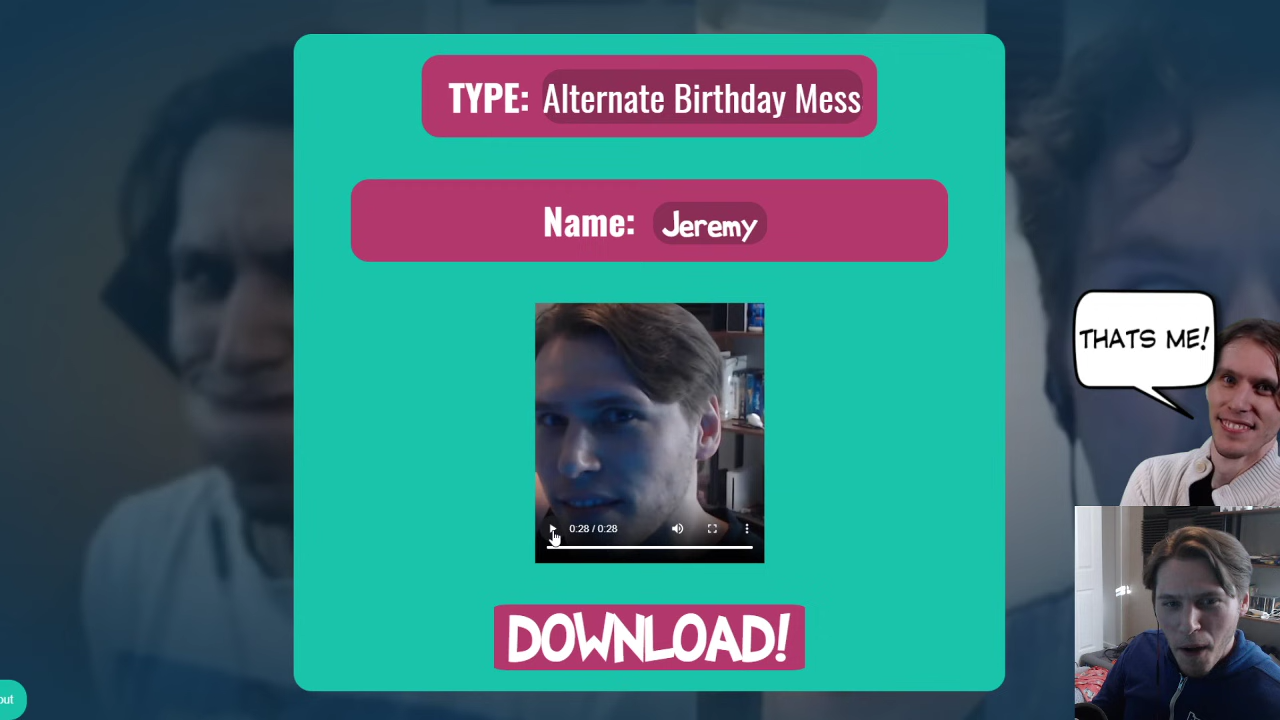 TYPE: Alternate Birthday Mess
Name: Jeremy
THATS ME!
0:28 / 0:28
DOWNLOAD!
out